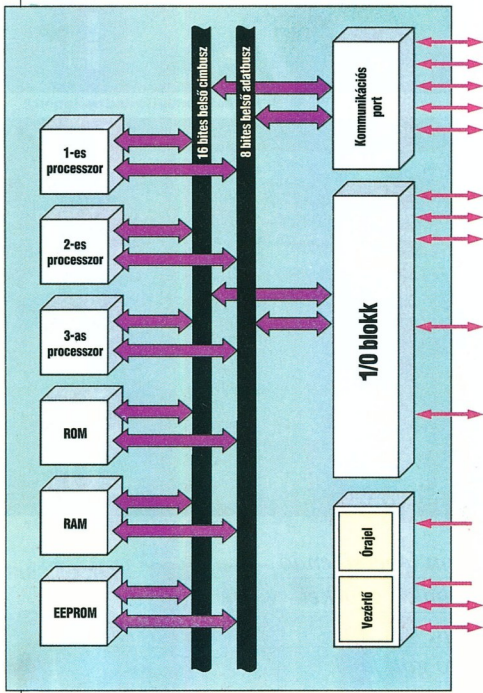 1-es
processzor
2-es
processzor
3-as
processzor
ROM
RAM
EEPROM
16 bites belső címbusz
8 bites belső adatbusz
Kommunikációs
port
1/0 blokk
Órajel
Vezérlő